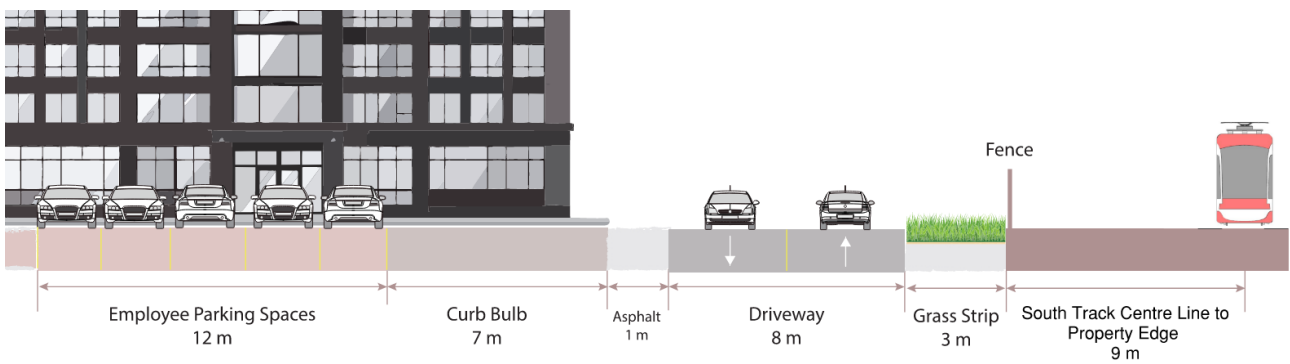 Fence
Employee Parking Spaces
12 m
Curb Bulb
7 m
Asphalt
1 m
Driveway
8 m
Grass Strip
3 m
South Track Centre Line to
Property Edge
9 m